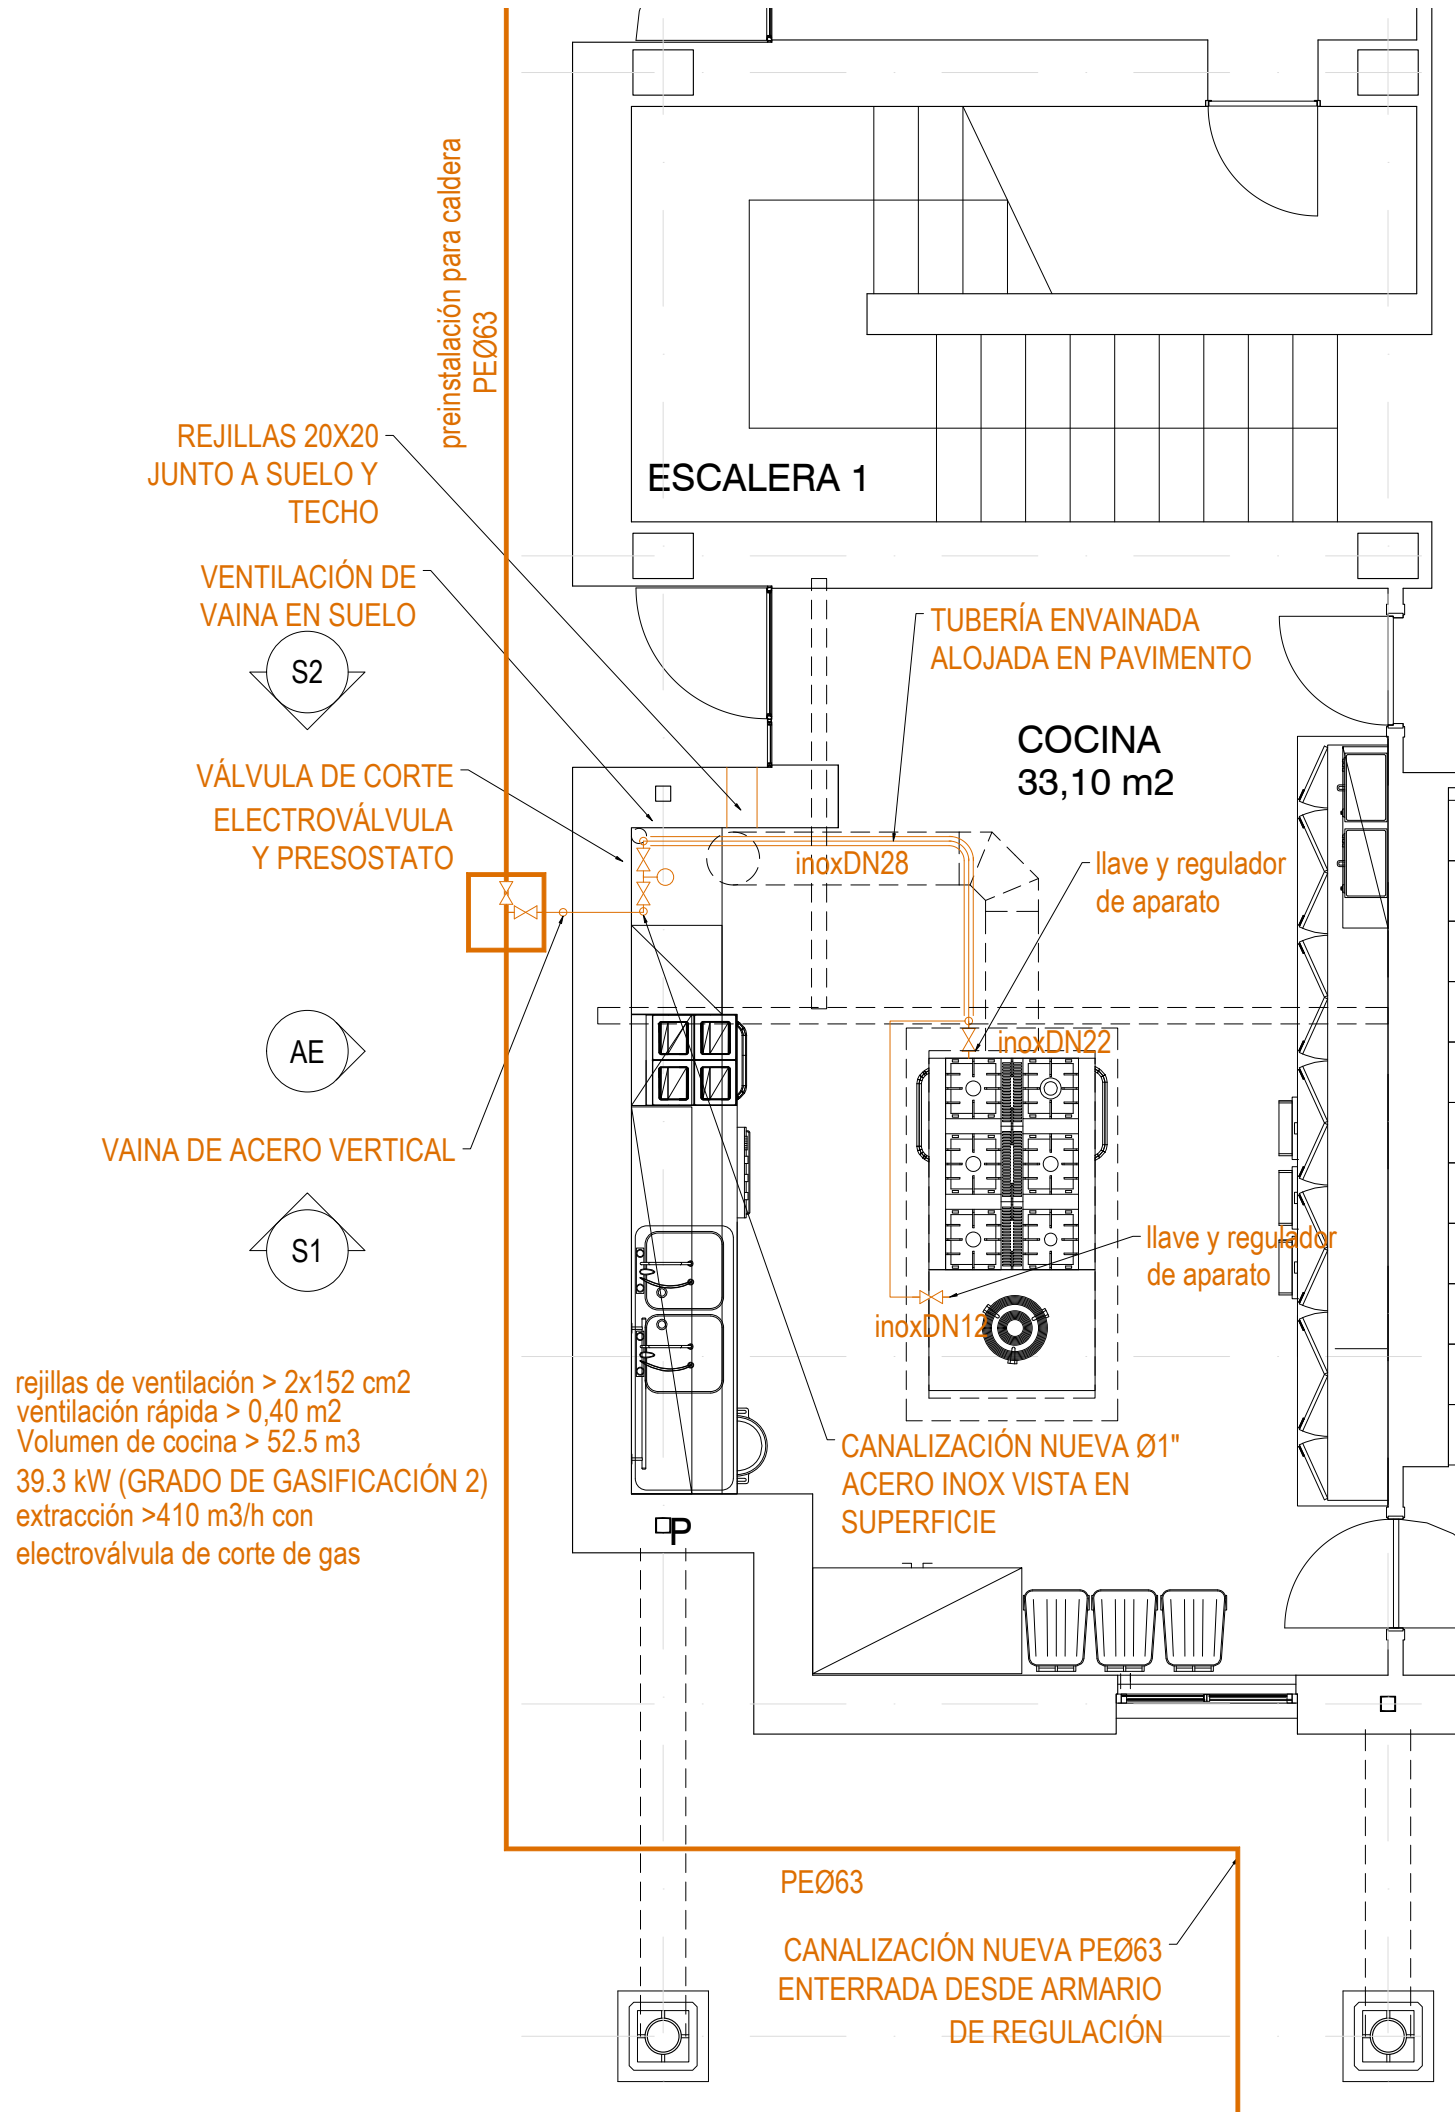 preinstalación para caldera
PEØ63
REJILLAS 20X20
JUNTO A SUELO Y
TECHO
ESCALERA 1
VENTILACIÓN DE
VAINA EN SUELO
S2
TUBERÍA ENVAINADA
ALOJADA EN PAVIMENTO
COCINA
33,10 m2
VÁLVULA DE CORTE
ELECTROVÁLVULA
Y PRESOSTATO
inoxDN28
llave y regulador
de aparato
AE
inoxDN22
VAINA DE ACERO VERTICAL
S1
llave y regulador
de aparato
inoxDN12
rejillas de ventilación > 2x152 cm2
ventilación rápida > 0,40 m2
Volumen de cocina > 52.5 m3
39.3 kW (GRADO DE GASIFICACIÓN 2)
extracción >410 m3/h con
electroválvula de corte de gas
CANALIZACIÓN NUEVA Ø1"
ACERO INOX VISTA EN
SUPERFICIE
P
PEØ63
CANALIZACIÓN NUEVA PEØ63
ENTERRADA DESDE ARMARIO
DE REGULACIÓN